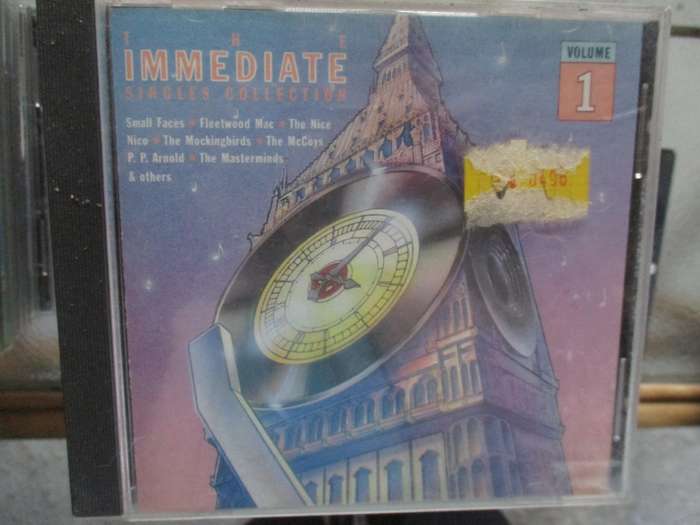 THE
IMMEDIATE
SINGLES COLLECTION
VOLUME
1
Small Faces • Fleetwood Mac • The Nice
Nico • The Mockingbirds • The McCoys
P. P. Arnold • The Masterminds
& others